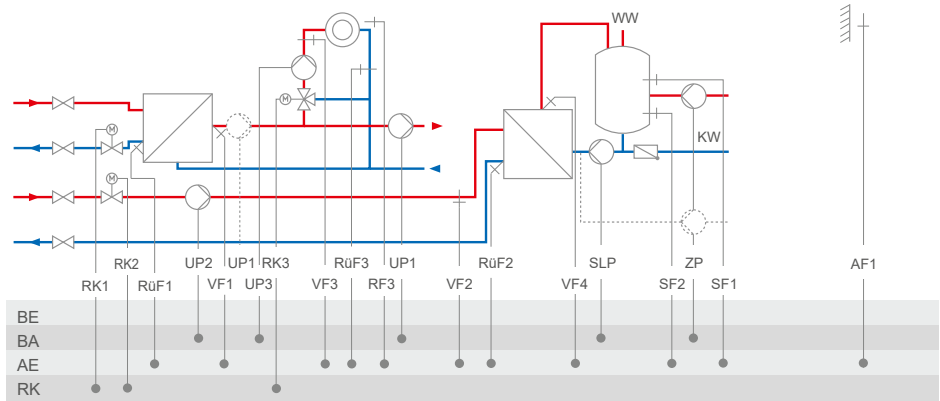 WW
M
KW
M
M
RK2 UP2 UP1 RK3 RüF3 UP1 RüF2 SLP ZP AF1
RK1 RüF1 VF1 UP3 VF3 RF3 VF2 VF4 SF2 SF1
BE
BA
AE
RK